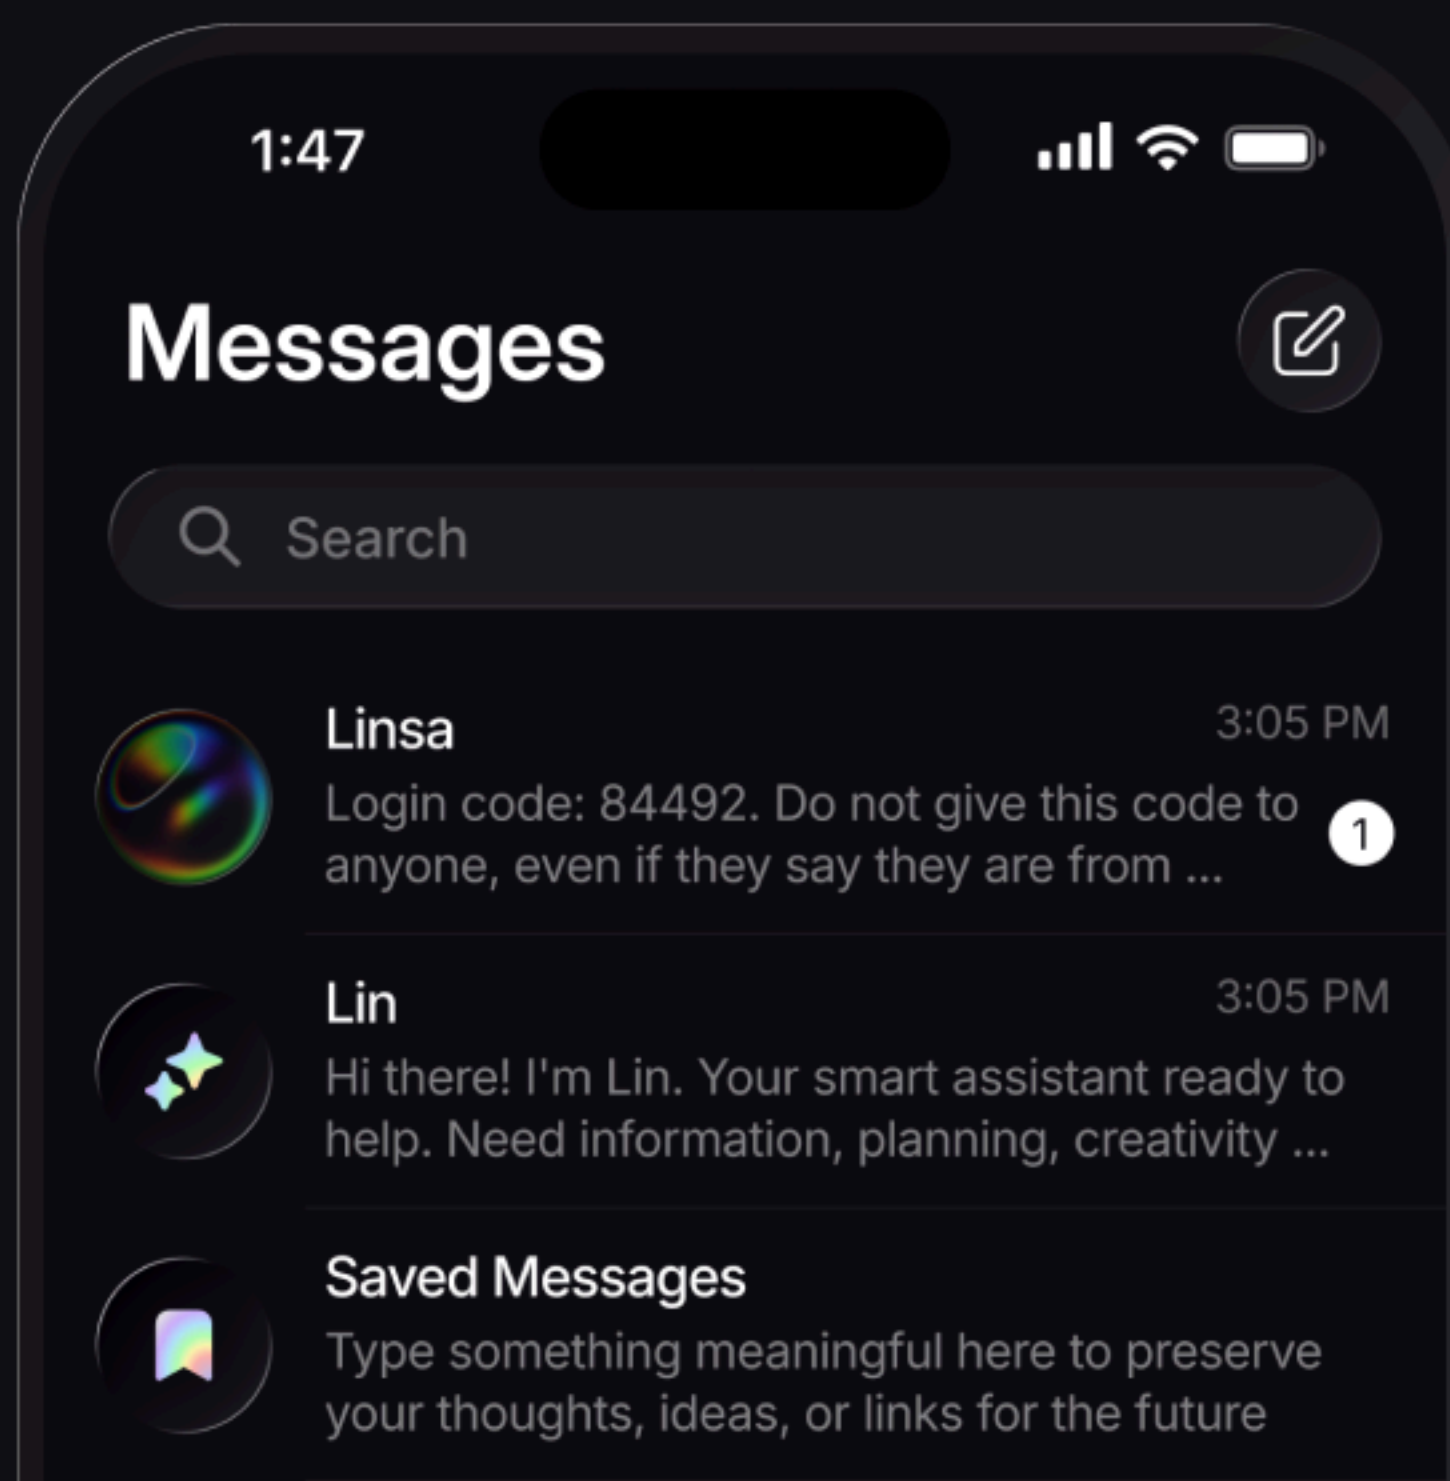 1:47
Messages
Search
Linsa
3:05 PM
Login code: 84492. Do not give this code to
anyone, even if they say they are from ...
1
Lin
3:05 PM
Hi there! I'm Lin. Your smart assistant ready to
help. Need information, planning, creativity ...
Saved Messages
Type something meaningful here to preserve
your thoughts, ideas, or links for the future